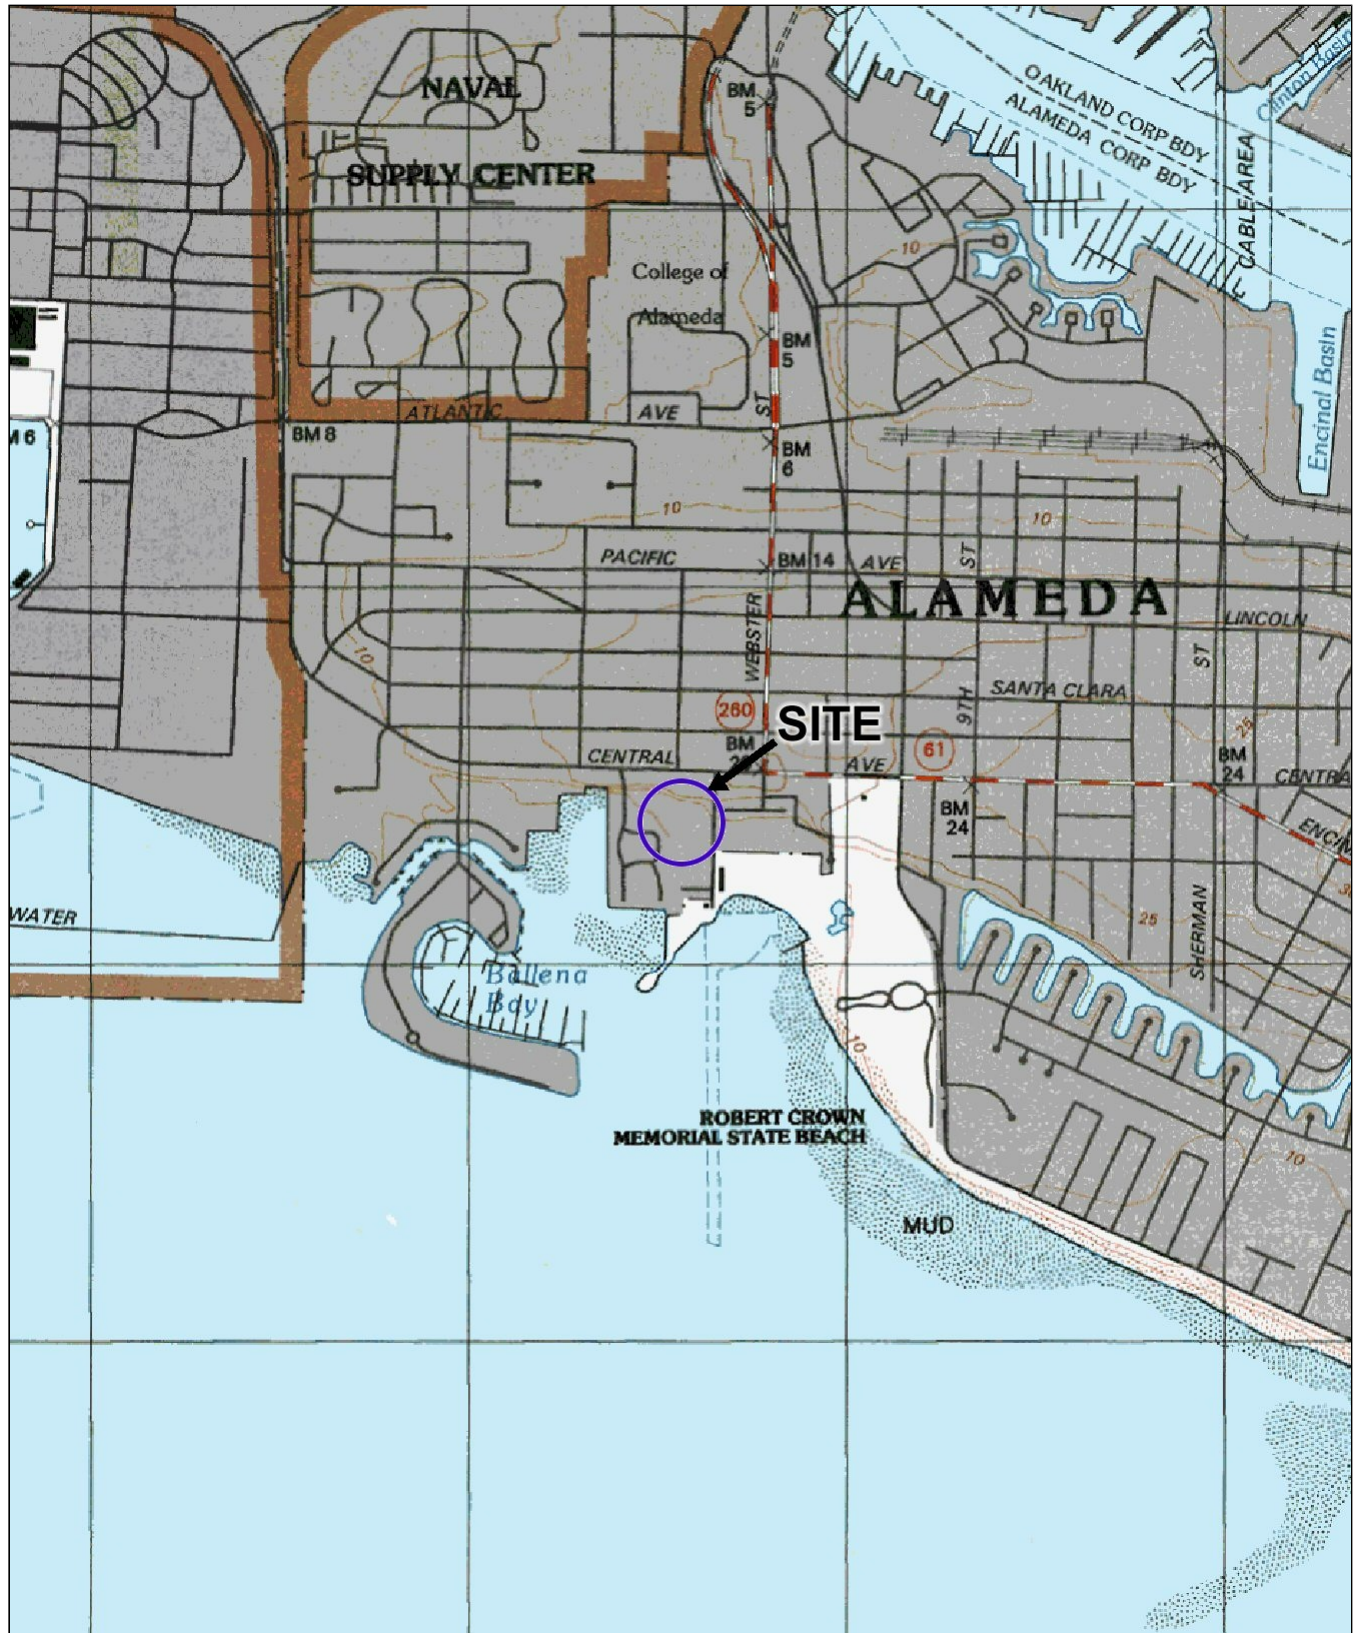 NAVAL
SUPPLY CENTER
BM
5
OAKLAND CORP BDY
ALAMEDA CORP BDY
Clinton Basin
CABLE AREA
10
College of
Alameda
BM
5
Encinal Basin
ATLANTIC
AVE
ST
M 6
BM 8
BM
6
10
10
PACIFIC
BM 14
AVE
ST
ALAMEDA
LINCOLN
WEBSTER
ST
10
SANTA CLARA
9TH
260
SITE
25
BM
CENTRAL
AVE
61
BM
24
CENTRA
BM
24
ENCIN
WATER
25
SHERMAN
Ballena
Bay
10
ROBERT CROWN
MEMORIAL STATE BEACH
10
MUD